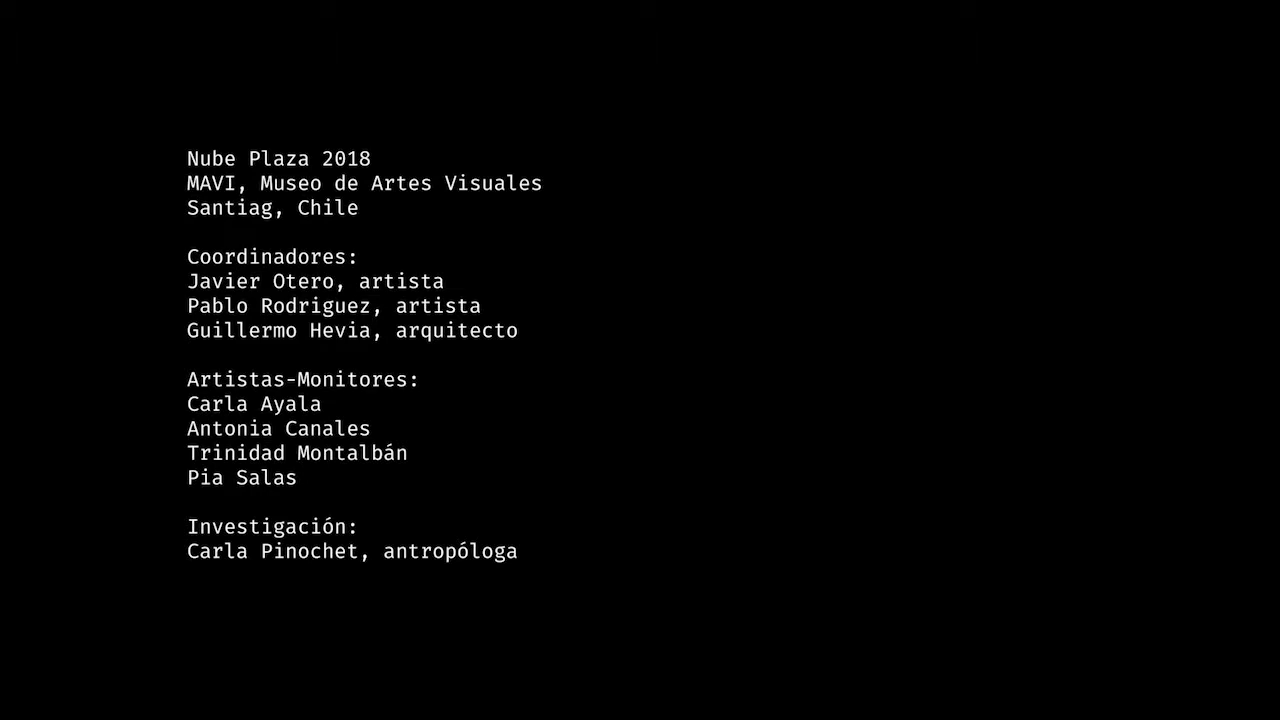 Nube Plaza 2018
MAVI, Museo de Artes Visuales
Santiag, Chile
Coordinadores:
Javier Otero, artista
Pablo Rodriguez, artista
Guillermo Hevia, arquitecto
Artistas-Monitores:
Carla Ayala
Antonia Canales
Trinidad Montalbán
Pia Salas
Investigación:
Carla Pinochet, antropóloga